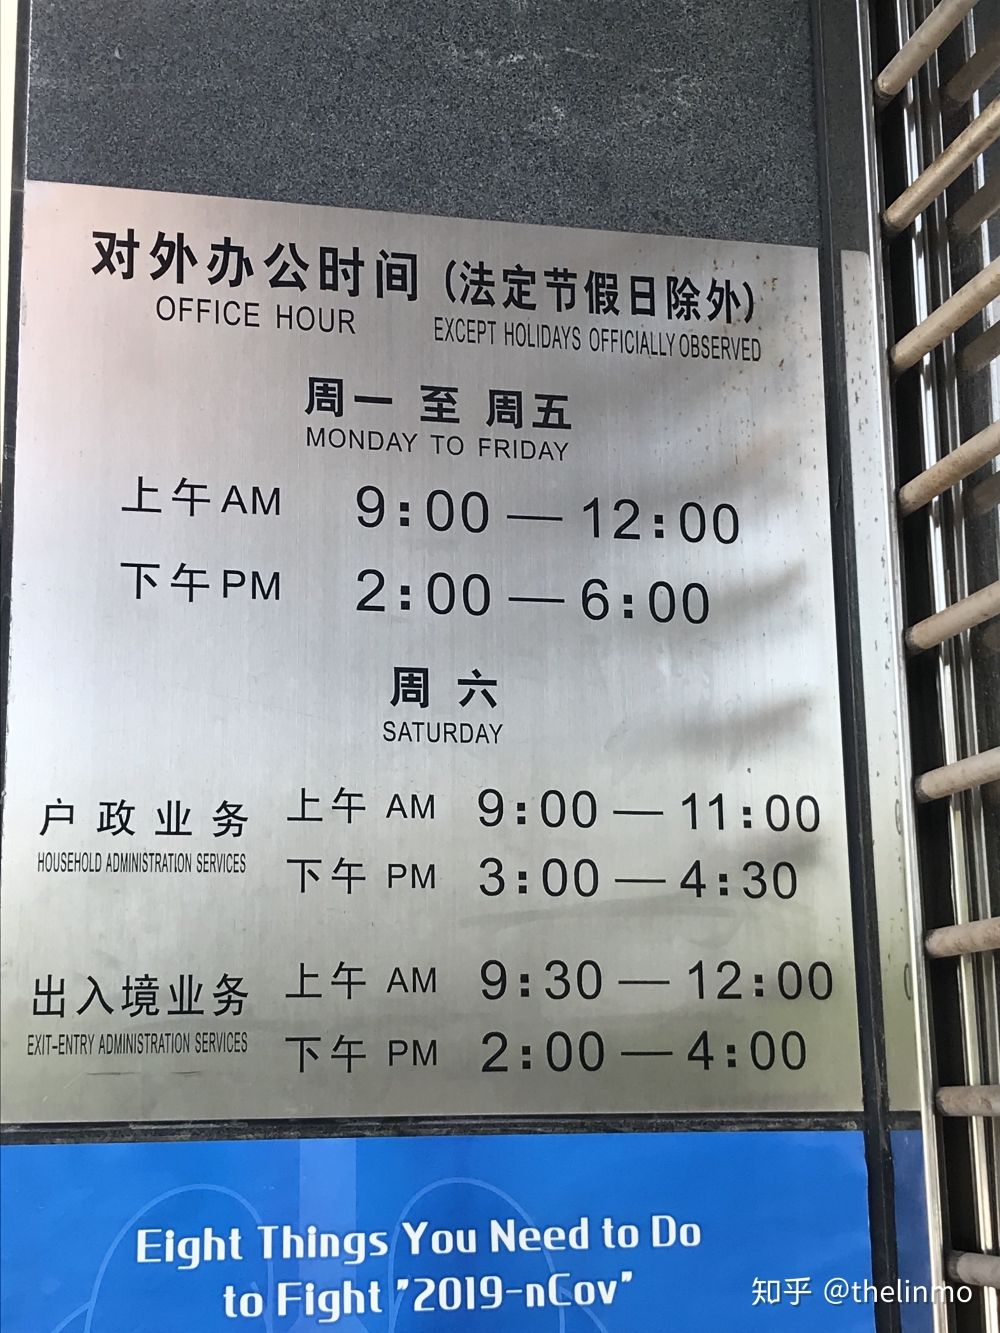 对外办公时间 (法定节假日除外)
OFFICE HOUR EXCEPT HOLIDAYS OFFICIALLY OBSERVED
周一 至 周五
MONDAY TO FRIDAY
上午 AM 9:00 — 12:00
下午 PM 2:00 — 6:00
周 六
SATURDAY
户政业务 上午 AM 9:00 — 11:00
HOUSEHOLD ADMINISTRATION SERVICES
下午 PM 3:00 — 4:30
出入境业务 上午 AM 9:30 — 12:00
EXIT-ENTRY ADMINISTRATION SERVICES
下午 PM 2:00 — 4:00
Eight Things You Need to Do
to Fight "2019-nCov"
知乎 @thelinmo